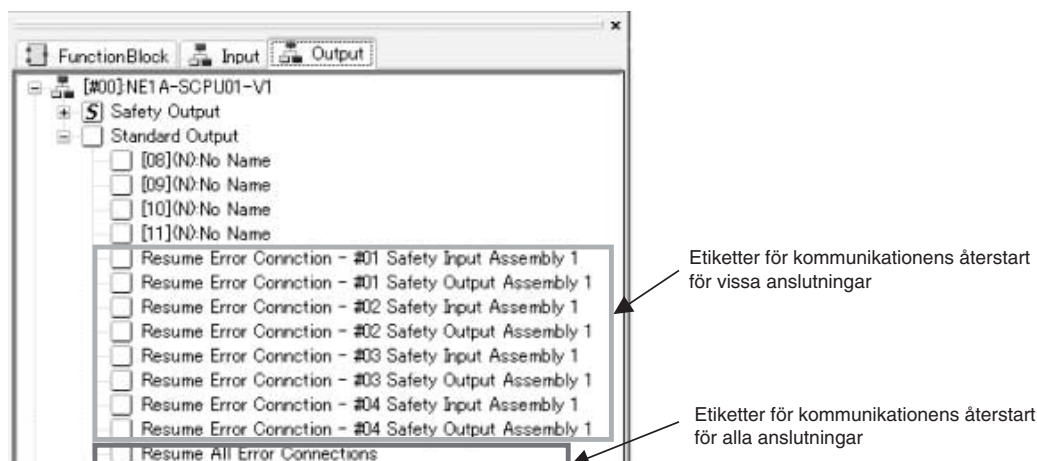 FunctionBlock Input Output
[#00]:NE1A-SCPU01-V1
S Safety Output
Standard Output
[08](N):No Name
[09](N):No Name
[10](N):No Name
[11](N):No Name
Resume Error Connction - #01 Safety Input Assembly 1
Resume Error Connction - #01 Safety Output Assembly 1
Resume Error Connction - #02 Safety Input Assembly 1
Resume Error Connction - #02 Safety Output Assembly 1
Resume Error Connction - #03 Safety Input Assembly 1
Resume Error Connction - #03 Safety Output Assembly 1
Resume Error Connction - #04 Safety Input Assembly 1
Resume Error Connction - #04 Safety Output Assembly 1
Resume All Error Connections
Etiketter för kommunikationens återstart
för vissa anslutningar
Etiketter för kommunikationens återstart
för alla anslutningar